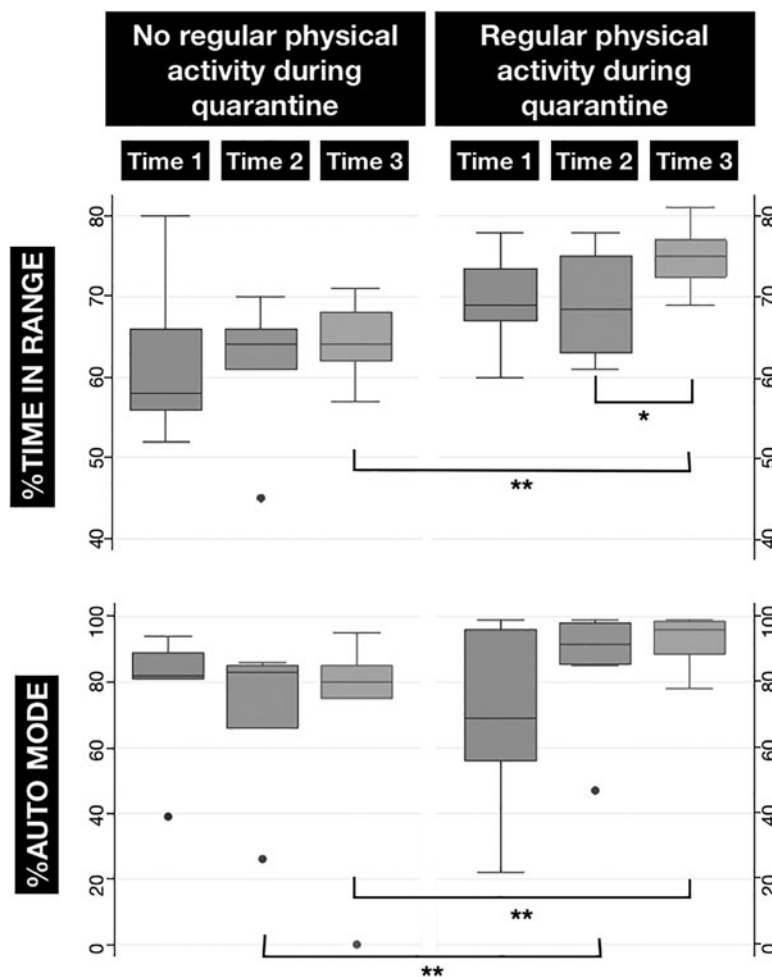 No regular physical
activity during
quarantine
Regular physical
activity during
quarantine
Time 1
Time 2
Time 3
Time 1
Time 2
Time 3
%TIME IN RANGE
80
70
60
50
40
80
70
60
50
40
*
**
%AUTO MODE
100
80
60
40
20
0
100
80
60
40
20
0
**
**